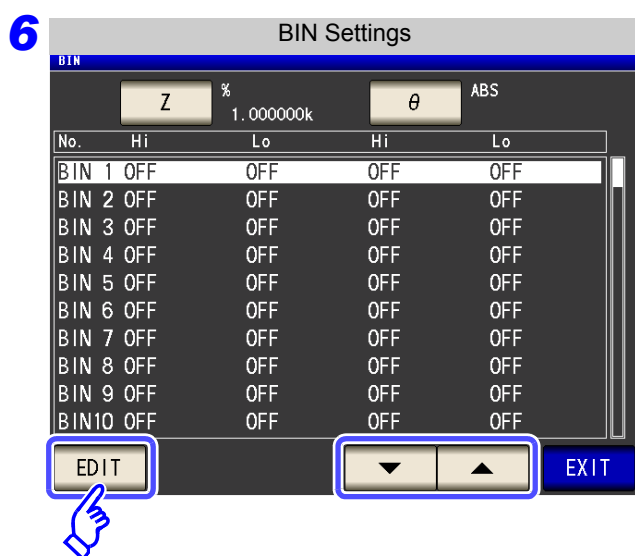 6
BIN Settings
BIN
Z % θ ABS
1.000000k
No. Hi Lo Hi Lo
BIN 1 OFF OFF OFF OFF
BIN 2 OFF OFF OFF OFF
BIN 3 OFF OFF OFF OFF
BIN 4 OFF OFF OFF OFF
BIN 5 OFF OFF OFF OFF
BIN 6 OFF OFF OFF OFF
BIN 7 OFF OFF OFF OFF
BIN 8 OFF OFF OFF OFF
BIN 9 OFF OFF OFF OFF
BIN10 OFF OFF OFF OFF
EDIT ▼ ▲ EXIT